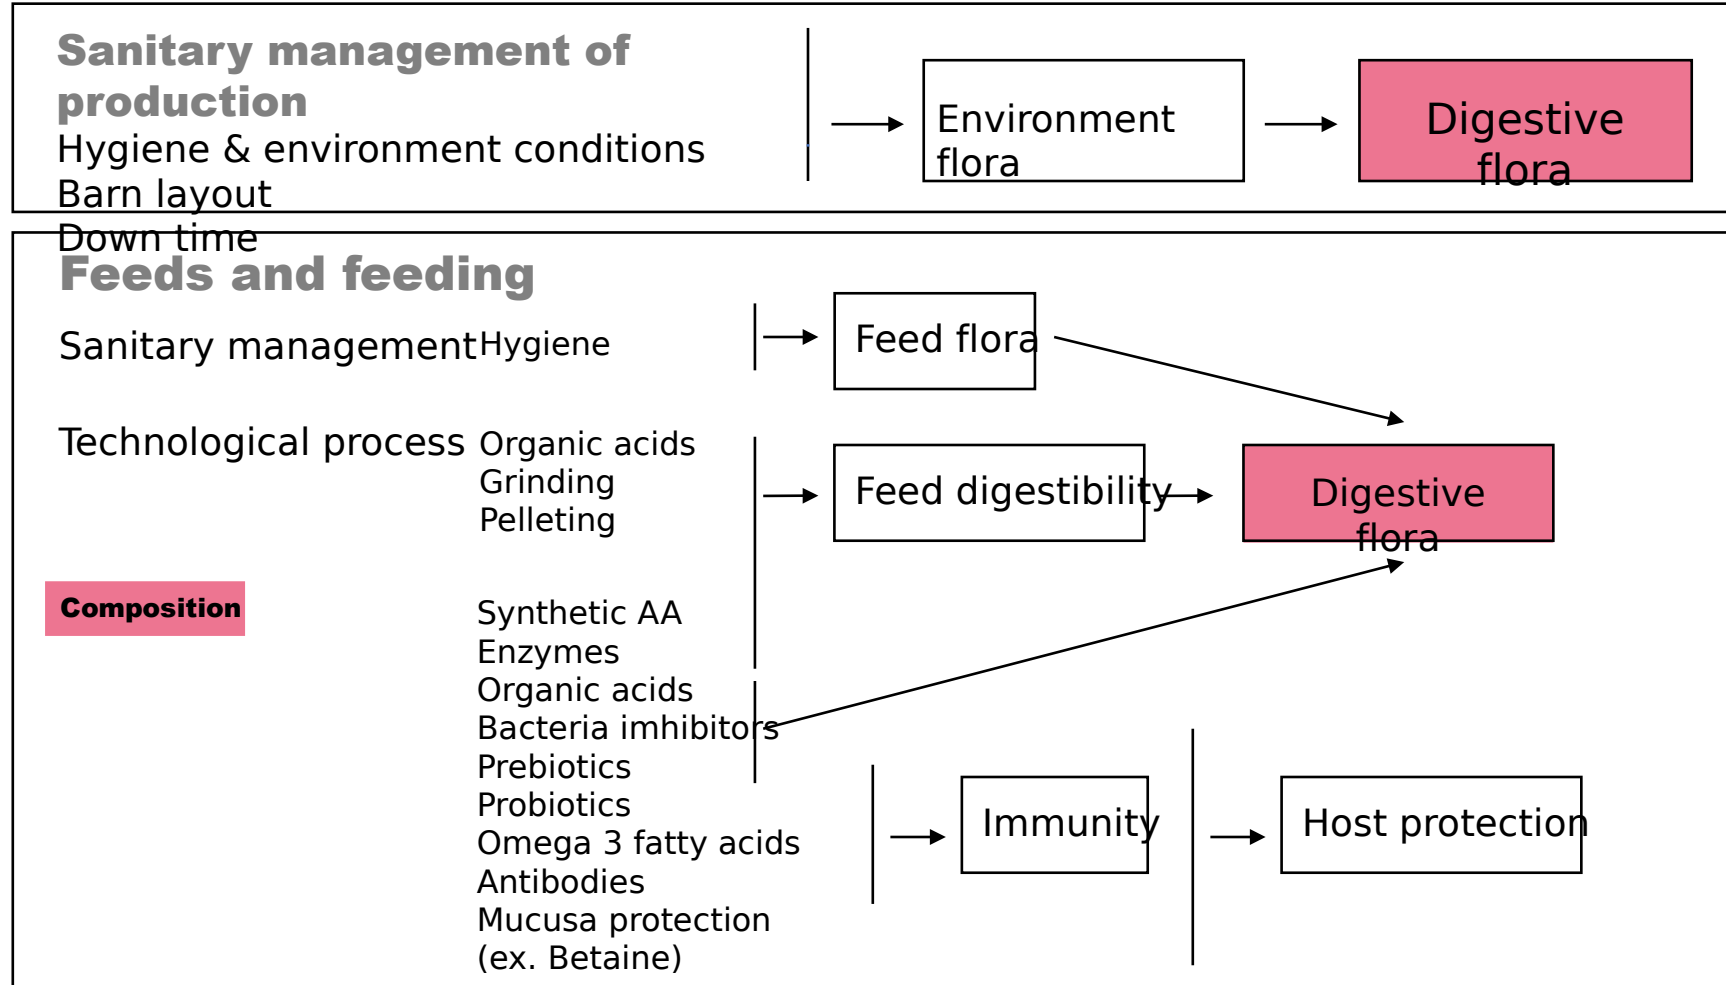 Sanitary management of
production
Hygiene & environment conditions
Barn layout
Down time
Environment
flora
Digestive
flora
Feeds and feeding
Sanitary management
Hygiene
Feed flora
Technological process
Organic acids
Grinding
Pelleting
Feed digestibility
Digestive
flora
Composition
Synthetic AA
Enzymes
Organic acids
Bacteria imhibitors
Prebiotics
Probiotics
Omega 3 fatty acids
Antibodies
Mucusa protection
(ex. Betaine)
Immunity
Host protection